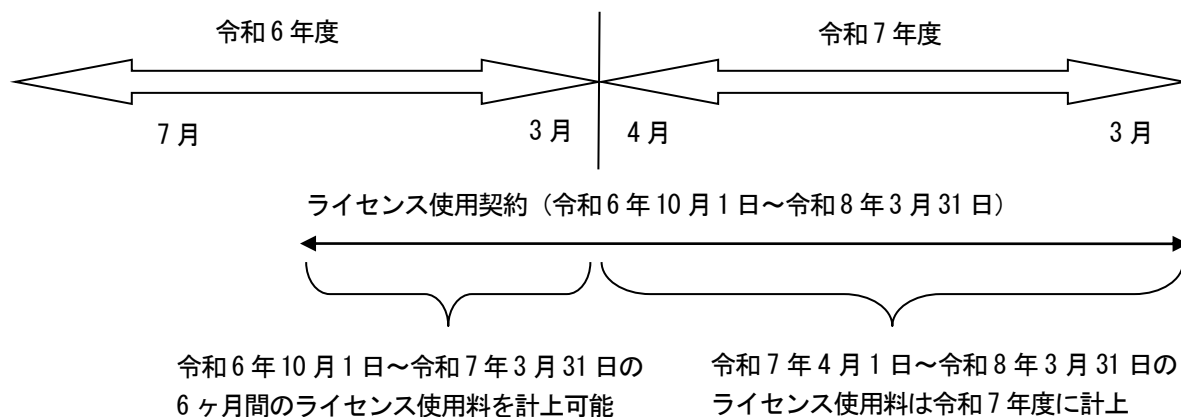 令和6年度
令和7年度
7月
3月
4月
3月
ライセンス使用契約（令和6年10月1日～令和8年3月31日）
令和6年10月1日～令和7年3月31日の
6ヶ月間のライセンス使用料を計上可能
令和7年4月1日～令和8年3月31日の
ライセンス使用料は令和7年度に計上